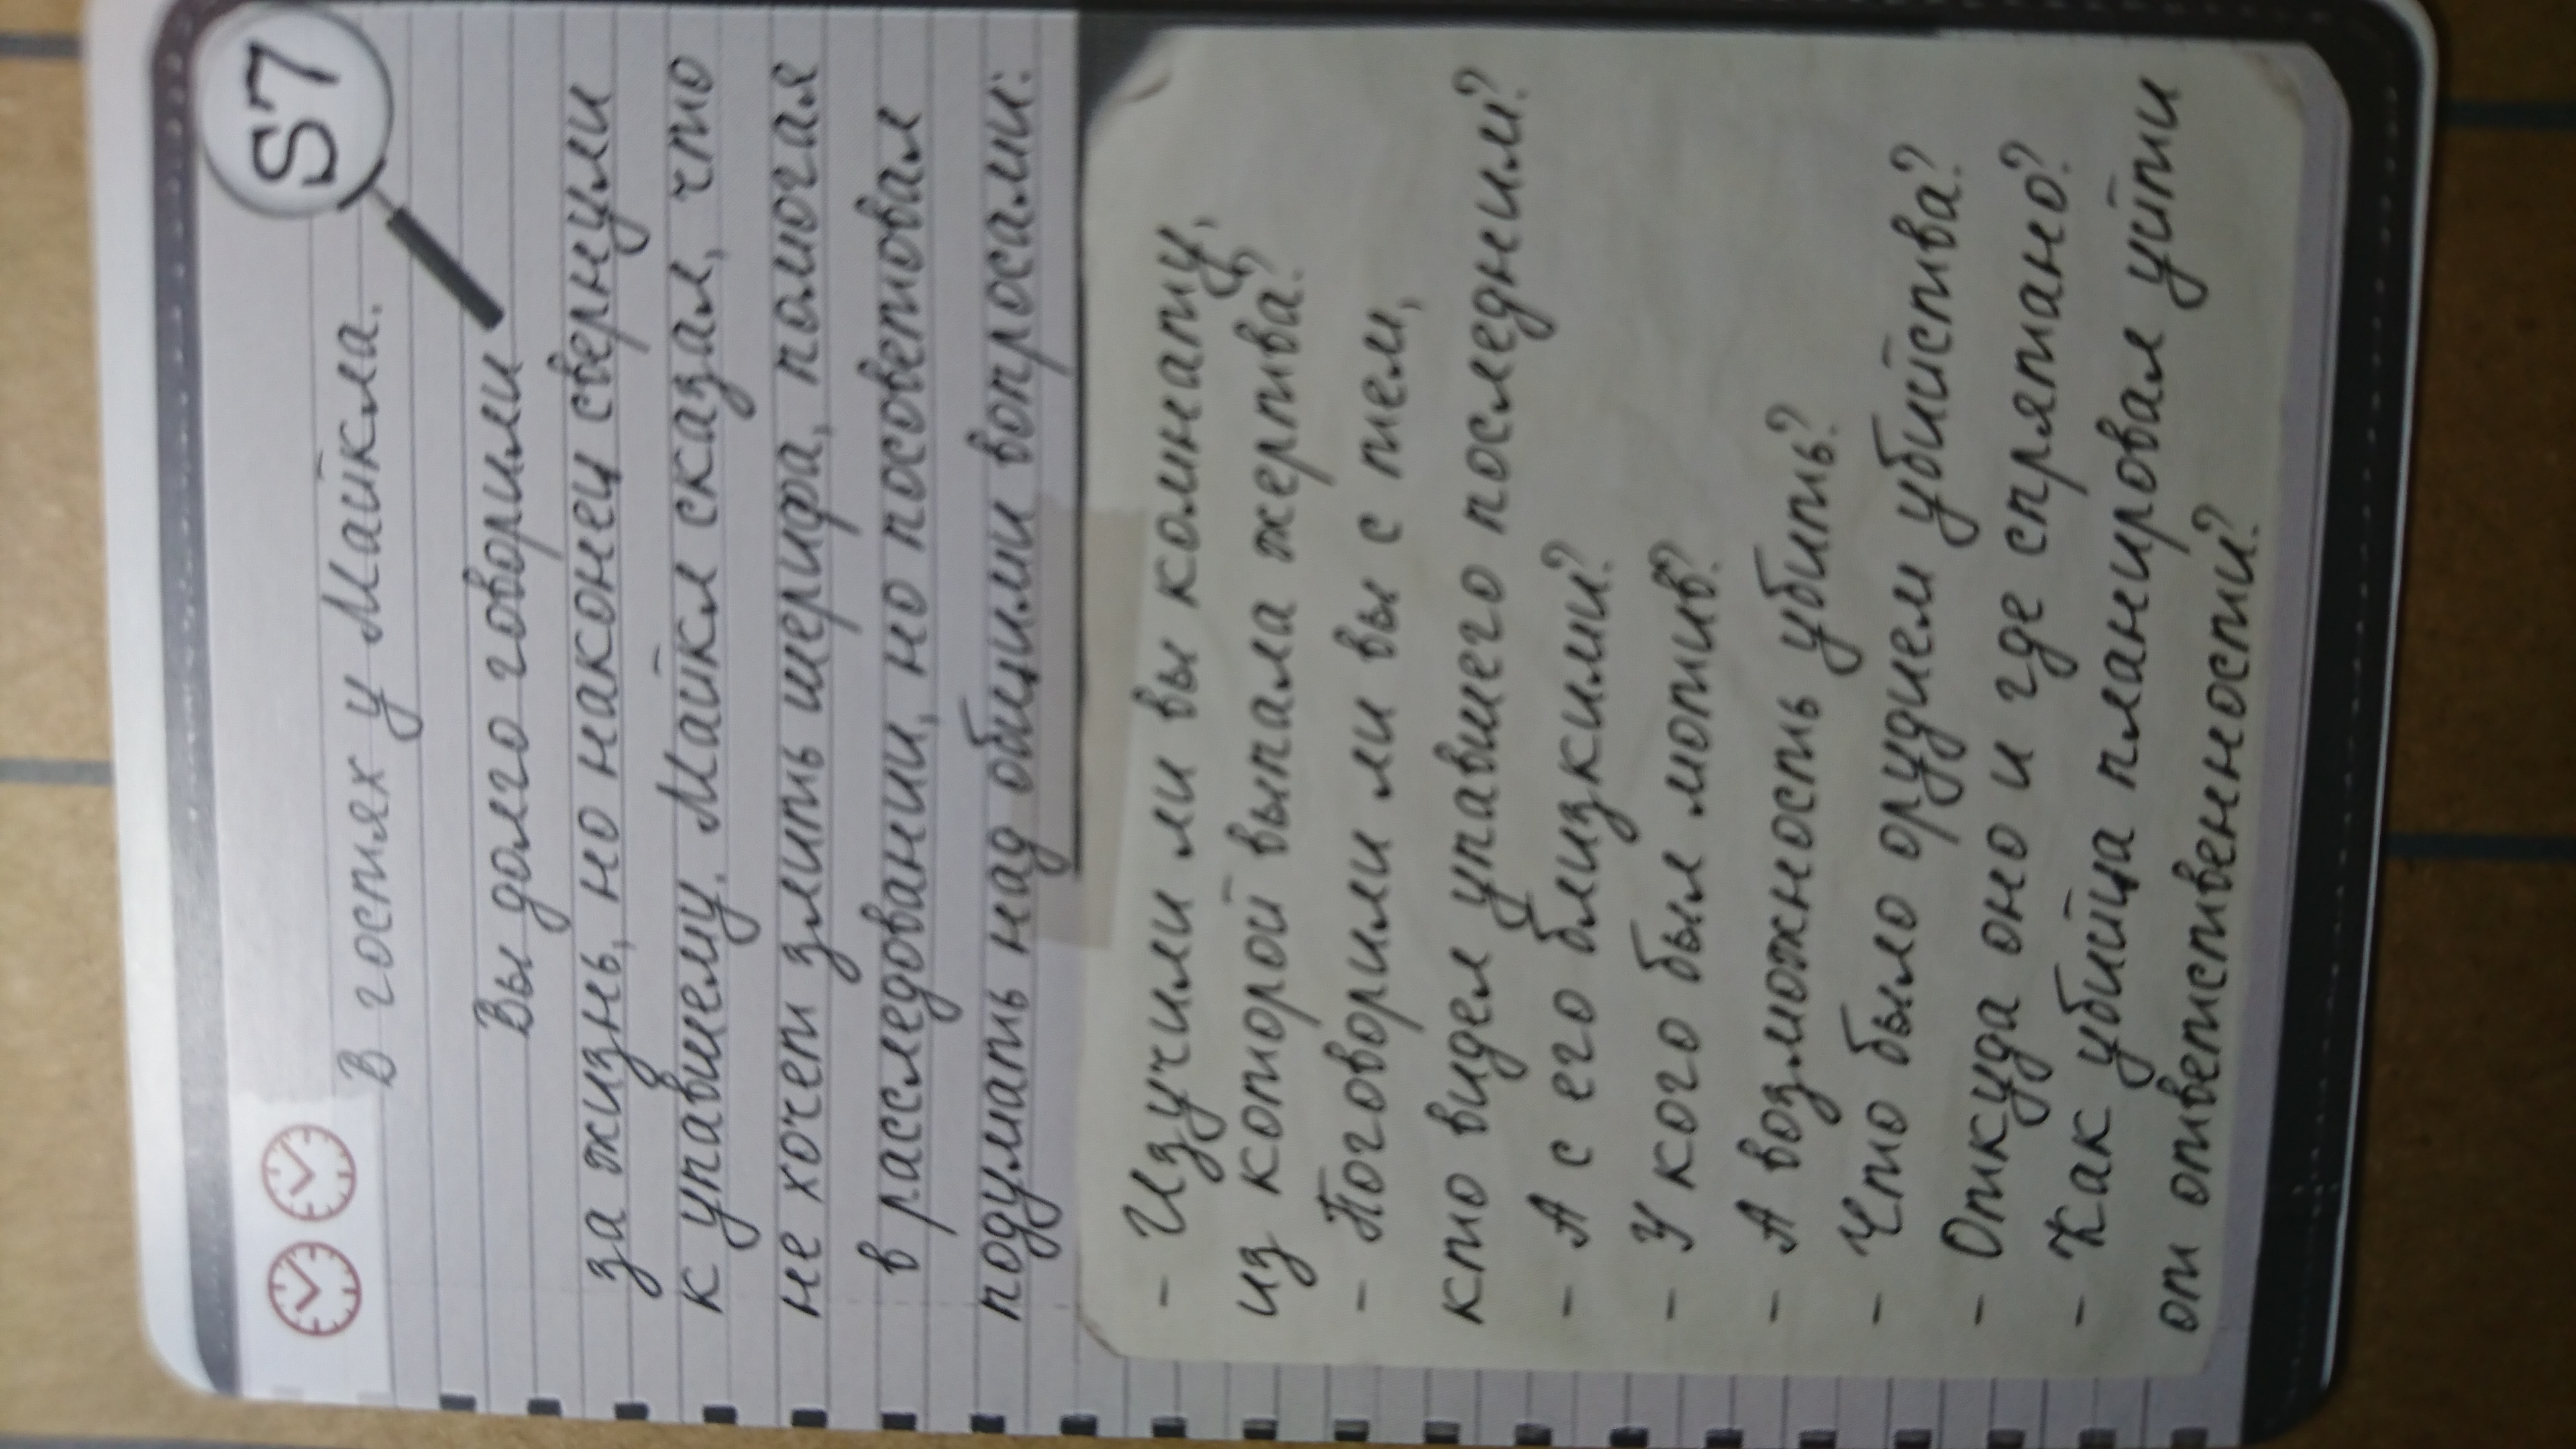 S7
В гостях у Майкла.
Вы долго говорили
за жизнь, но наконец свернули
к упавшему. Майкл сказал, что
не хочет злить шерифа, помогая
в расследовании, но посоветовал
подумать над общими вопросами:
- Изучили ли вы комнату,
из которой выпала жертва?
- Поговорили ли вы с тем,
кто видел упавшего последним?
- А с его близкими?
- У кого был мотив?
- А возможность убить?
- Что было орудием убийства?
- Откуда оно и где спрятано?
- Как убийца планировал уйти
от ответственности?